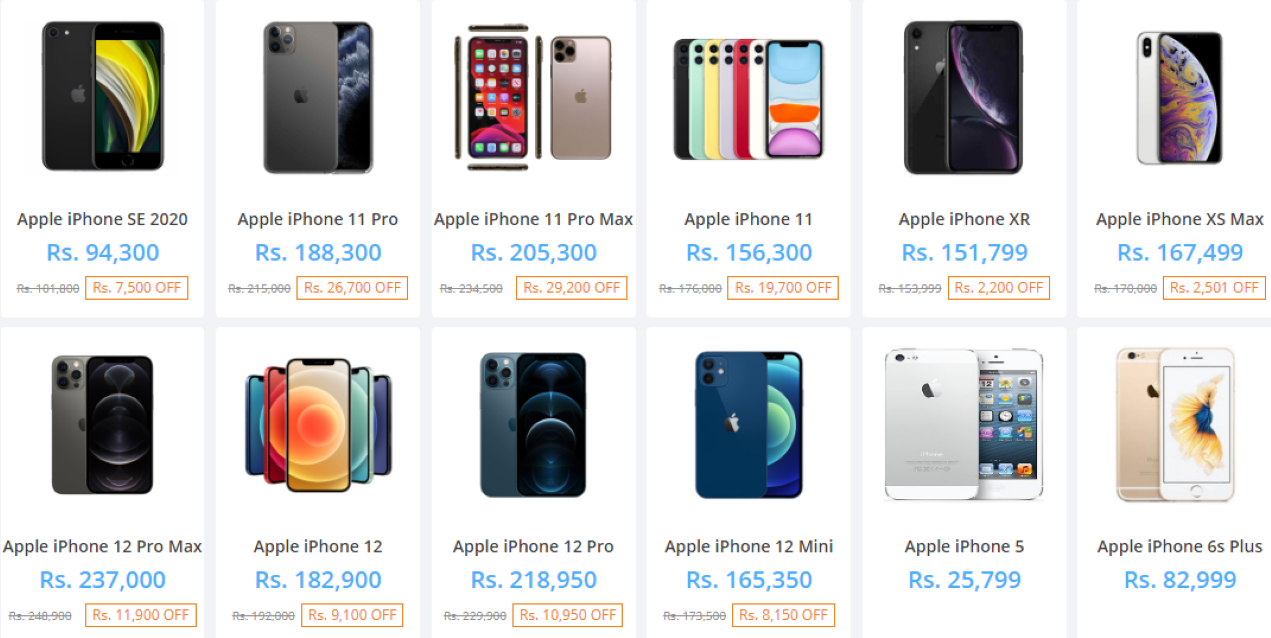 Apple iPhone SE 2020
Rs. 94,300
Rs. 101,800 Rs. 7,500 OFF
Apple iPhone 11 Pro
Rs. 188,300
Rs. 215,000 Rs. 26,700 OFF
Apple iPhone 11 Pro Max
Rs. 205,300
Rs. 234,500 Rs. 29,200 OFF
Apple iPhone 11
Rs. 156,300
Rs. 176,000 Rs. 19,700 OFF
Apple iPhone XR
Rs. 151,799
Rs. 153,999 Rs. 2,200 OFF
Apple iPhone XS Max
Rs. 167,499
Rs. 170,000 Rs. 2,501 OFF
Apple iPhone 12 Pro Max
Rs. 237,000
Rs. 248,900 Rs. 11,900 OFF
Apple iPhone 12
Rs. 182,900
Rs. 192,000 Rs. 9,100 OFF
Apple iPhone 12 Pro
Rs. 218,950
Rs. 229,900 Rs. 10,950 OFF
Apple iPhone 12 Mini
Rs. 165,350
Rs. 173,500 Rs. 8,150 OFF
iPhone
12
Apple iPhone 5
Rs. 25,799
Apple iPhone 6s Plus
Rs. 82,999